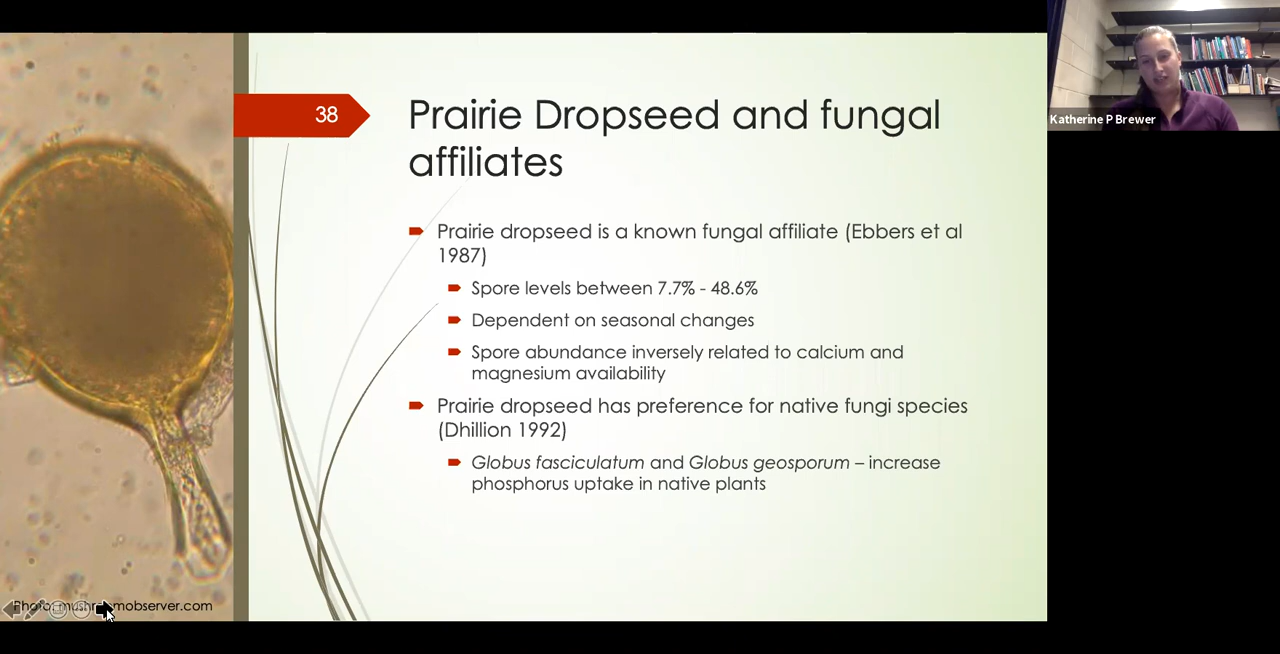 38
Prairie Dropseed and fungal
affiliates
Prairie dropseed is a known fungal affiliate (Ebbers et al
1987)
Spore levels between 7.7% - 48.6%
Dependent on seasonal changes
Spore abundance inversely related to calcium and
magnesium availability
Prairie dropseed has preference for native fungi species
(Dhillion 1992)
Globus fasciculatum and Globus geosporum – increase
phosphorus uptake in native plants
Katherine P Brewer